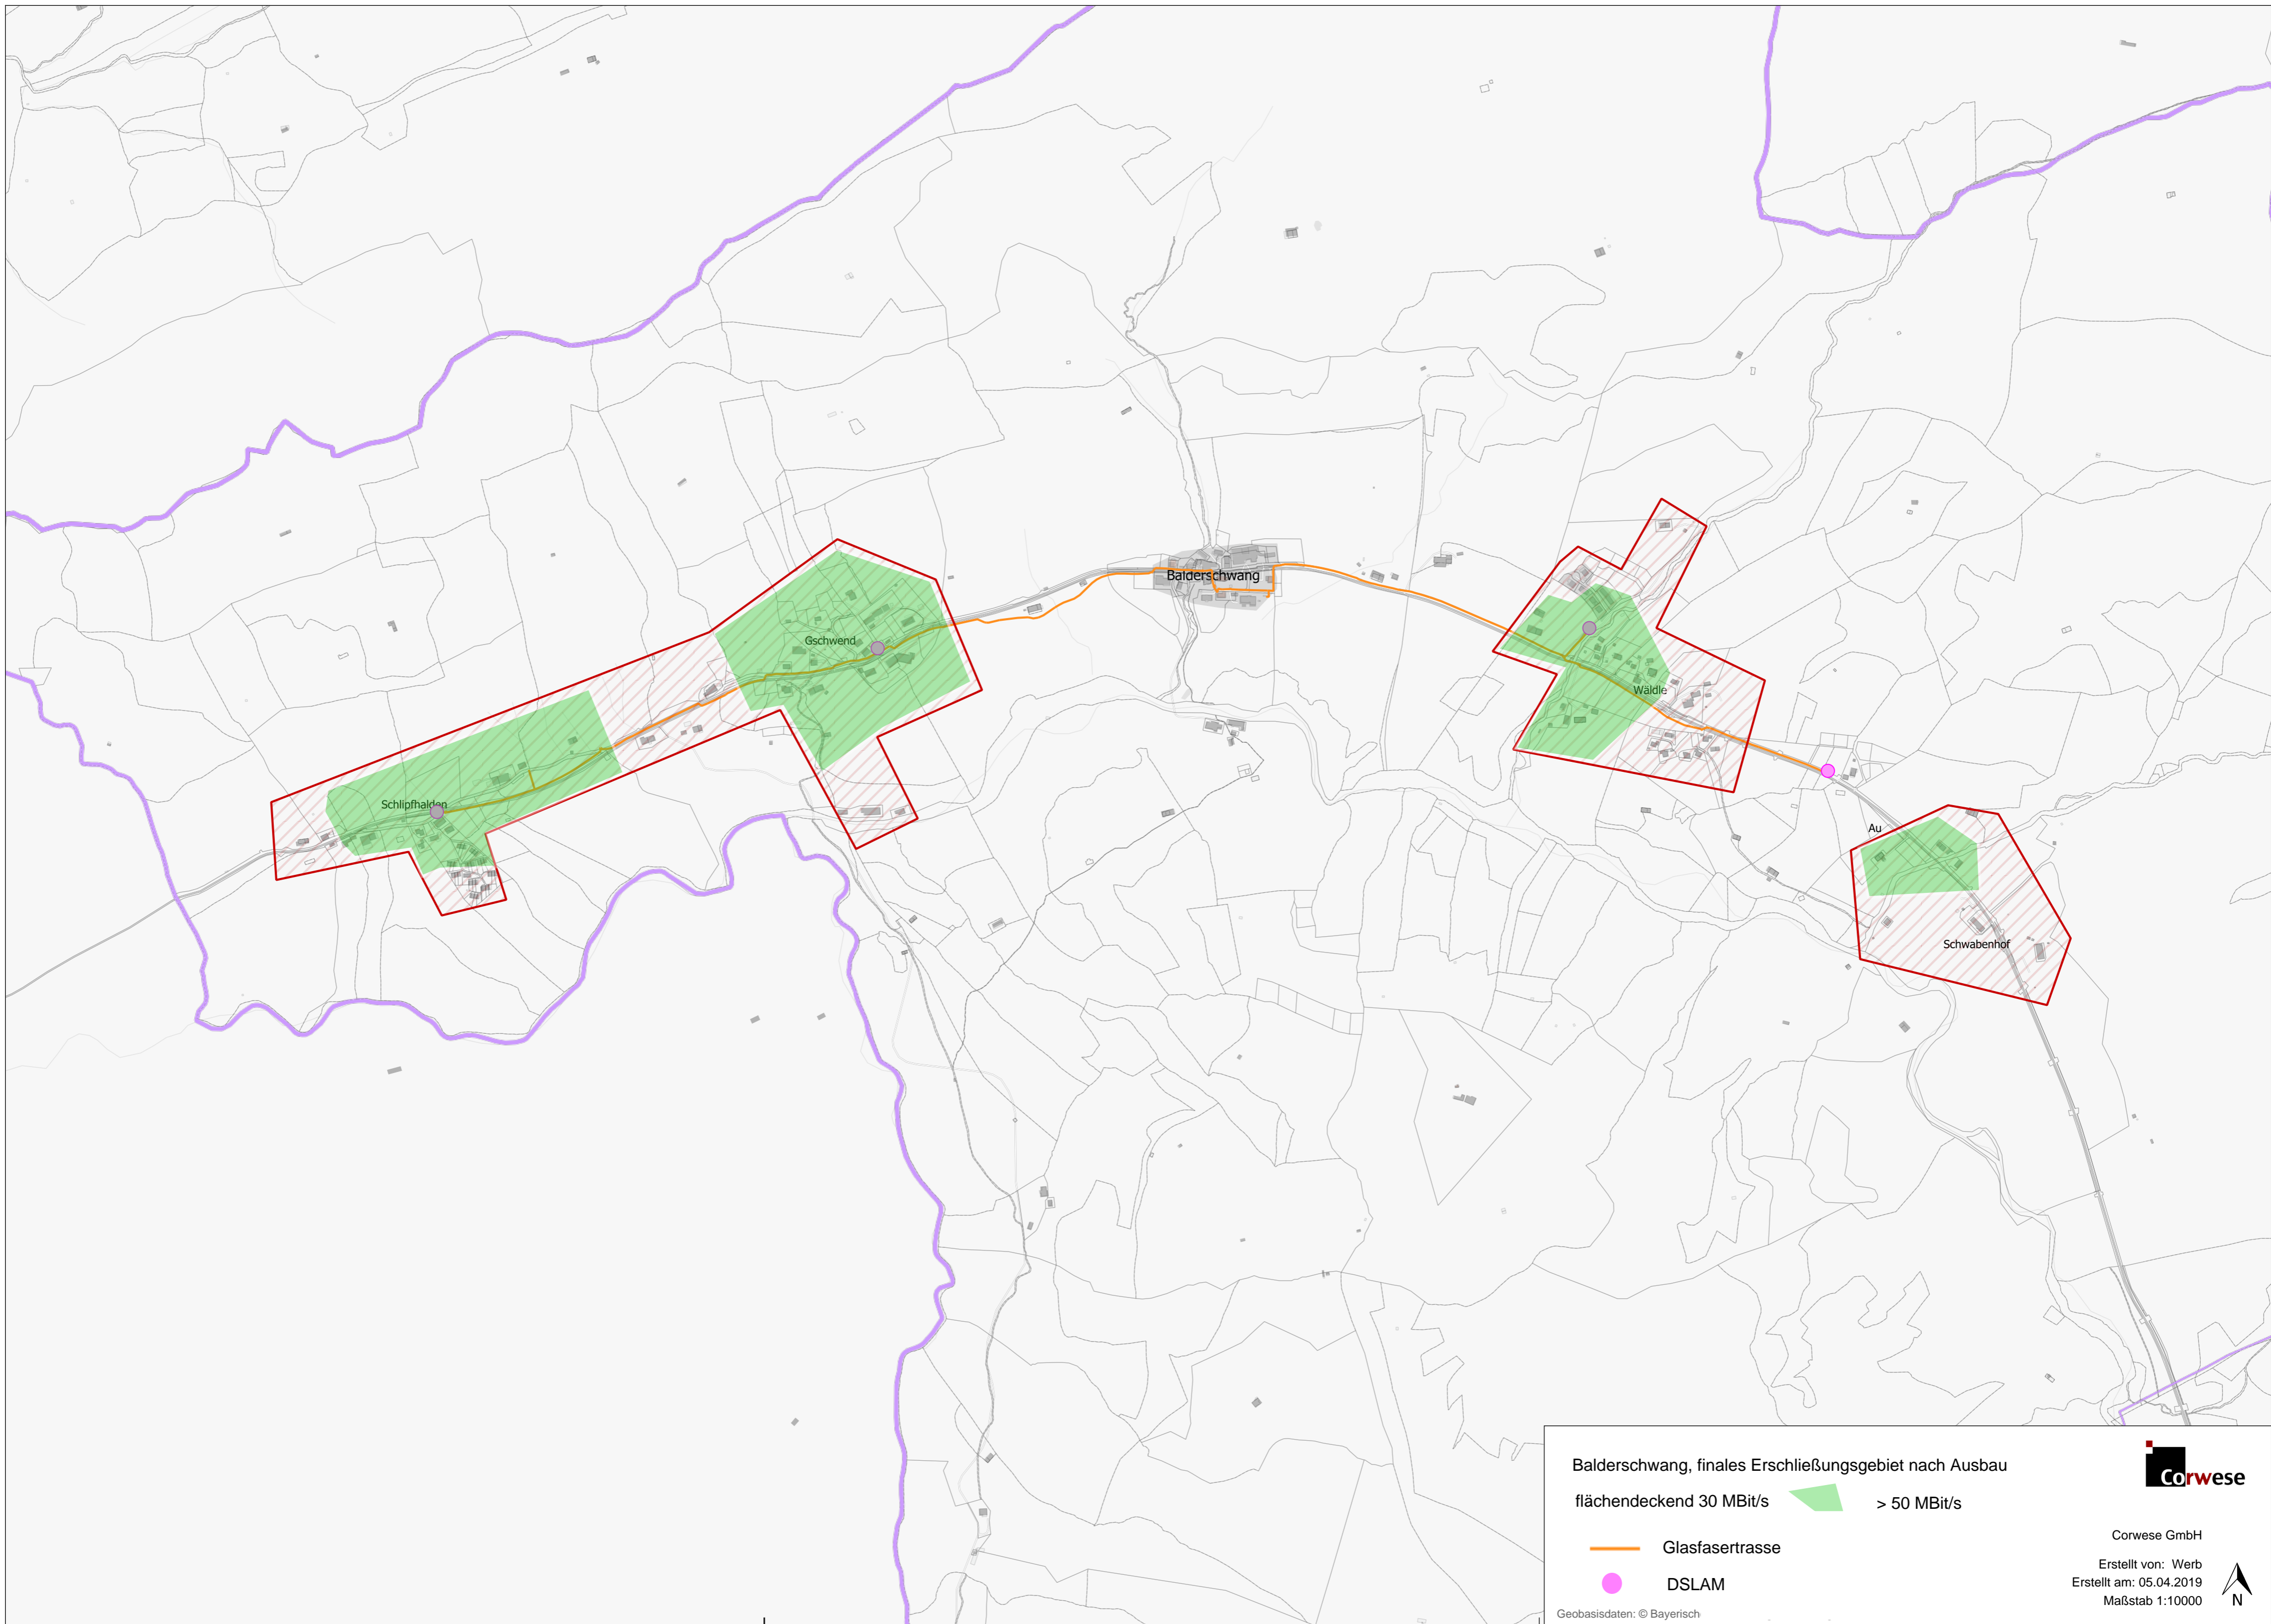 Balderschwang
Gschwend
Wäldle
Schlipfhalden
Au
Schwabenhof
Balderschwang, finales Erschließungsgebiet nach Ausbau
flächendeckend 30 MBit/s
> 50 MBit/s
Glasfasertrasse
DSLAM
Geobasisdaten: © Bayerisch
Corwese
Corwese GmbH
Erstellt von: Werb
Erstellt am: 05.04.2019
Maßstab 1:10000
N